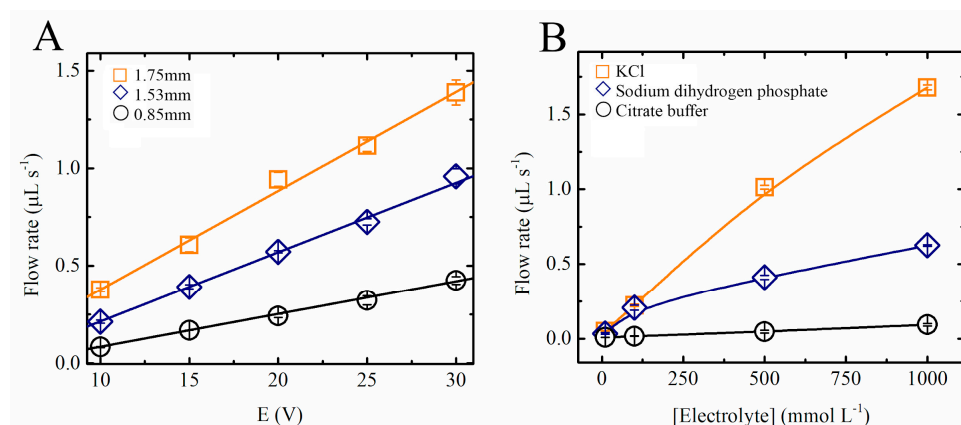 A
1.75mm
1.53mm
0.85mm
Flow rate (μL s⁻¹)
1.5
1.0
0.5
0.0
10 15 20 25 30
E (V)
B
KCl
Sodium dihydrogen phosphate
Citrate buffer
Flow rate (μL s⁻¹)
1.5
1.0
0.5
0.0
0 250 500 750 1000
[Electrolyte] (mmol L⁻¹)